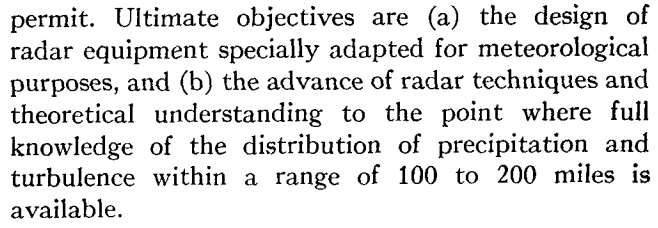 permit. Ultimate objectives are (a) the design of
radar equipment specially adapted for meteorological
purposes, and (b) the advance of radar techniques and
theoretical understanding to the point where full
knowledge of the distribution of precipitation and
turbulence within a range of 100 to 200 miles is
available.